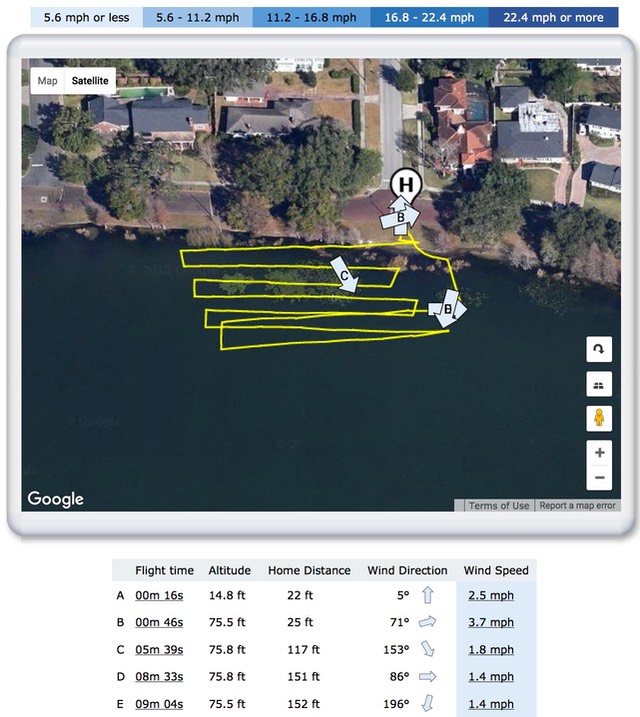 5.6 mph or less 5.6 - 11.2 mph 11.2 - 16.8 mph 16.8 - 22.4 mph 22.4 mph or more
Map Satellite
H
B
C
E
Google
Terms of Use Report a map error
Flight time Altitude Home Distance Wind Direction Wind Speed
A 00m 16s 14.8 ft 22 ft 5° 2.5 mph
B 00m 46s 75.5 ft 25 ft 71° 3.7 mph
C 05m 39s 75.8 ft 117 ft 153° 1.8 mph
D 08m 33s 75.8 ft 151 ft 86° 1.4 mph
E 09m 04s 75.5 ft 152 ft 196° 1.4 mph